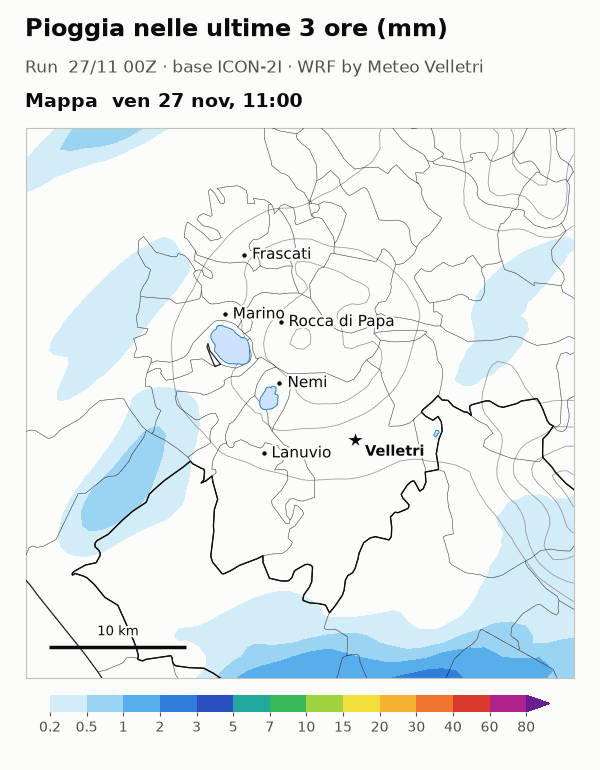 Pioggia nelle ultime 3 ore (mm)
Run  27/11 00Z · base ICON-2I · WRF by Meteo Velletri
Mappa  ven 27 nov, 11:00
Frascati
Marino
Rocca di Papa
Nemi
Velletri
Lanuvio
10 km
0.2 0.5 1 2 3 5 7 10 15 20 30 40 60 80